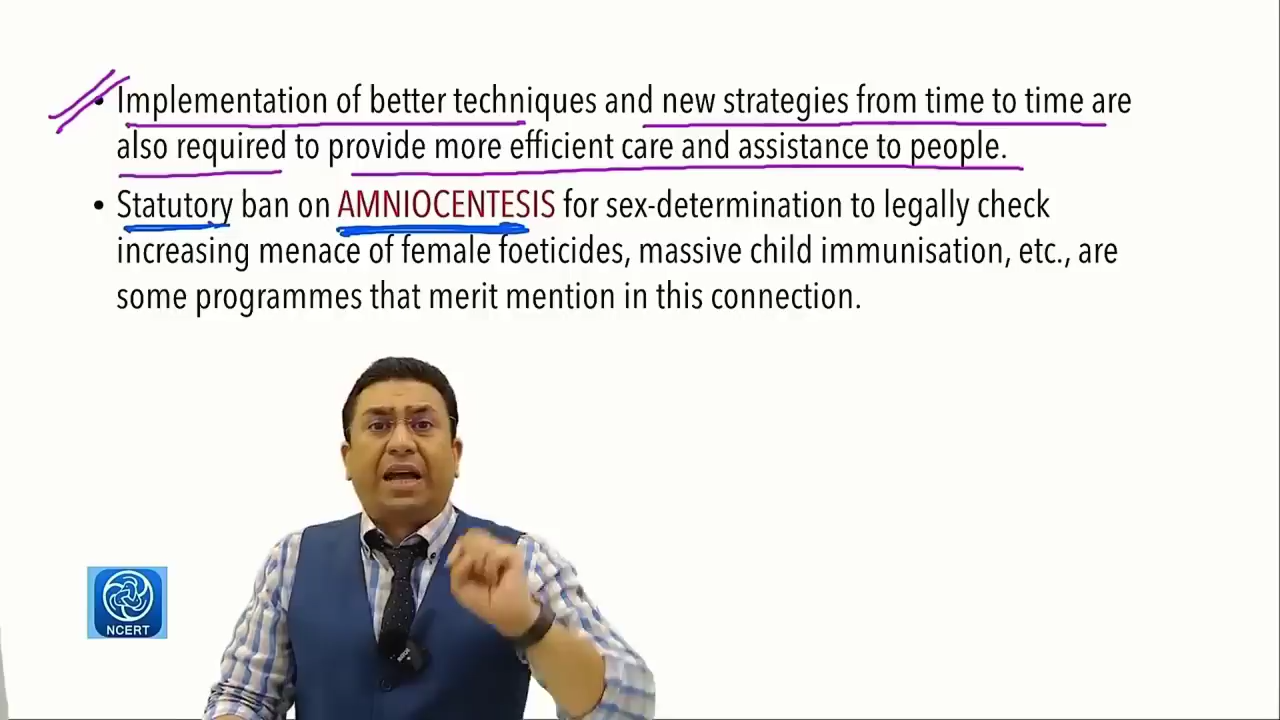 • Implementation of better techniques and new strategies from time to time are
also required to provide more efficient care and assistance to people.
• Statutory ban on AMNIOCENTESIS for sex-determination to legally check
increasing menace of female foeticides, massive child immunisation, etc., are
some programmes that merit mention in this connection.
NCERT